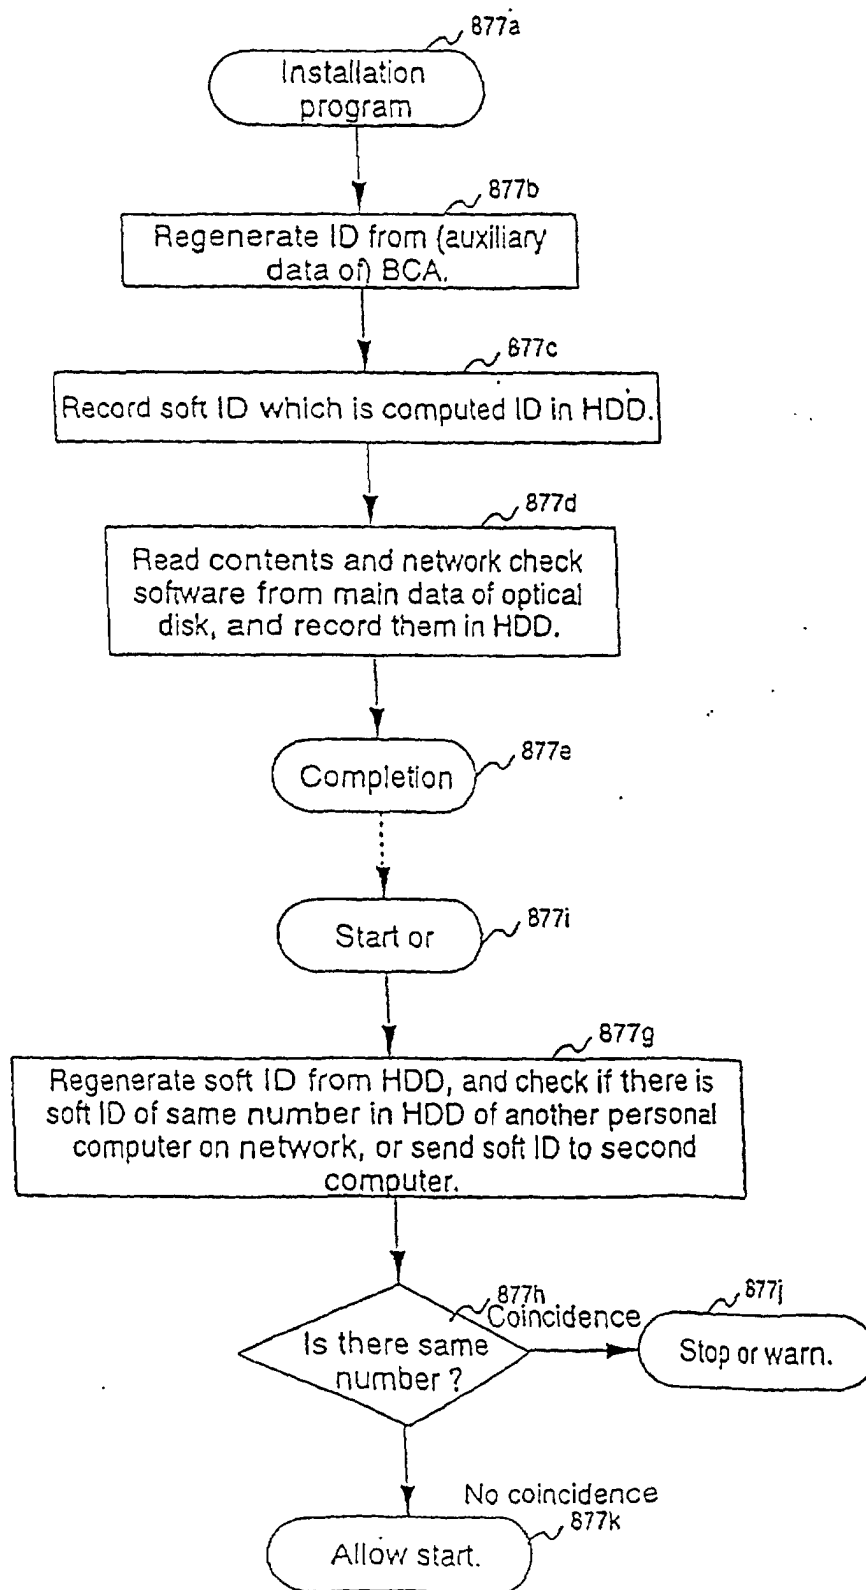 877a
Installation
program
877b
Regenerate ID from (auxiliary
data of) BCA.
877c
Record soft ID which is computed ID in HDD.
877d
Read contents and network check
software from main data of optical
disk, and record them in HDD.
877e
Completion
877i
Start or
877g
Regenerate soft ID from HDD, and check if there is
soft ID of same number in HDD of another personal
computer on network, or send soft ID to second
computer.
877h
Coincidence
Is there same
number ?
877j
Stop or warn.
No coincidence
877k
Allow start.